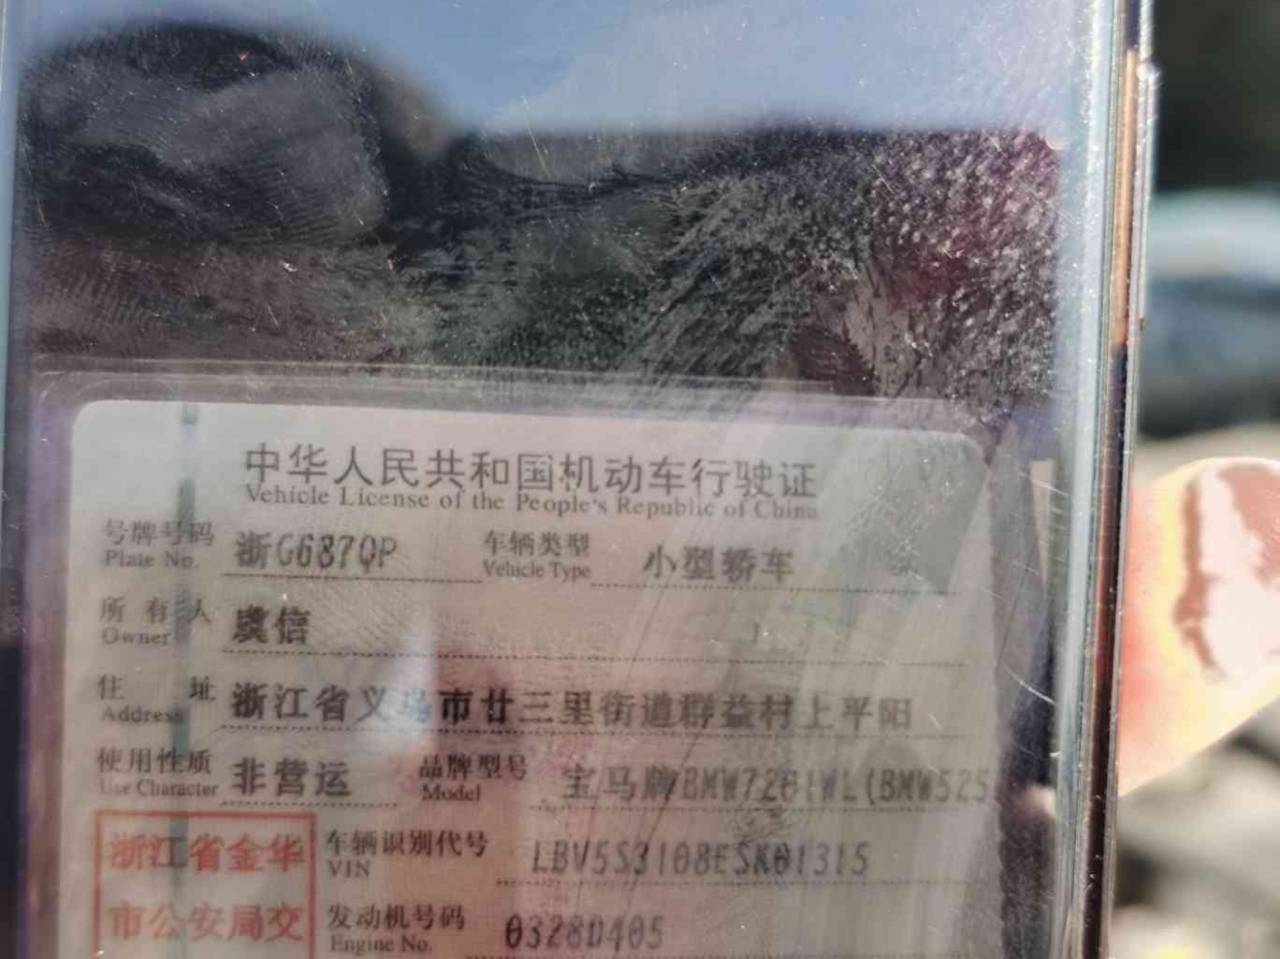 中华人民共和国机动车行驶证
Vehicle License of the People's Republic of China
号牌号码 浙G687QP 车辆类型 小型轿车
Plate No. Vehicle Type
所有人 虞信
Owner
住址 浙江省义乌市廿三里街道群益村上平阳
Address
使用性质 非营运 品牌型号 宝马牌BMW7201WL(BMW525
Use Character Model
浙江省金华 车辆识别代号 LBV5S3108ESK01315
VIN
市公安局交 发动机号码 0328D405
Engine No.